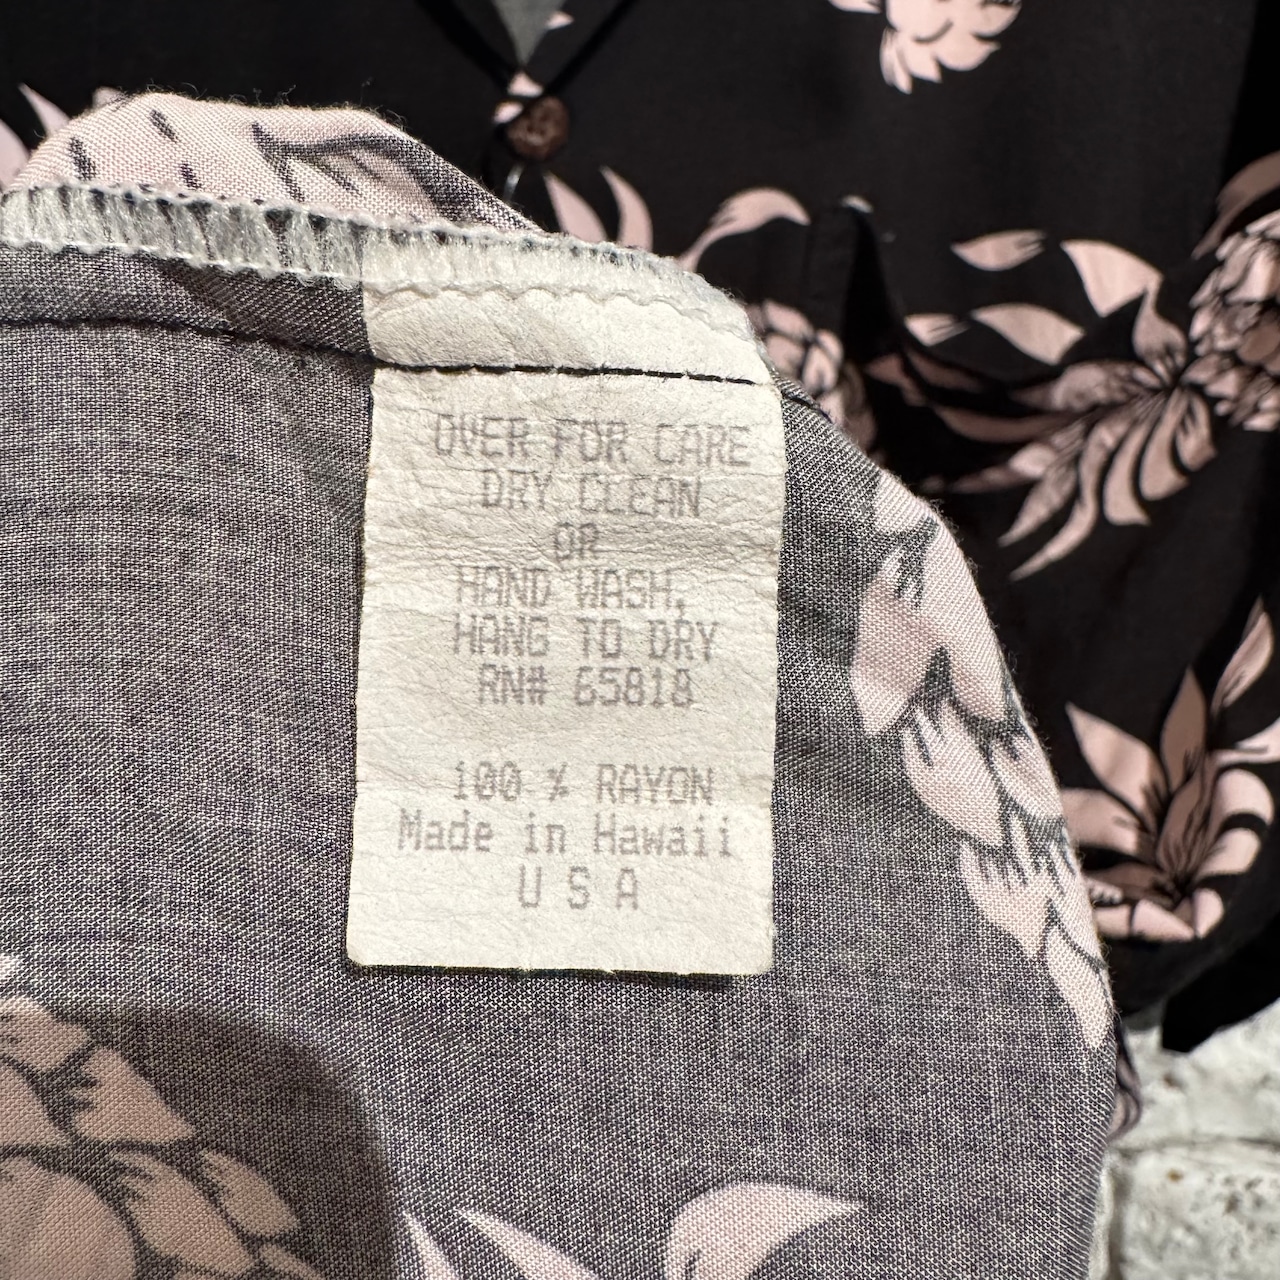 OVER FOR CARE
DRY CLEAN
OR
HAND WASH,
HANG TO DRY
RN# 65818
100 % RAYON
Made in Hawaii
U S A